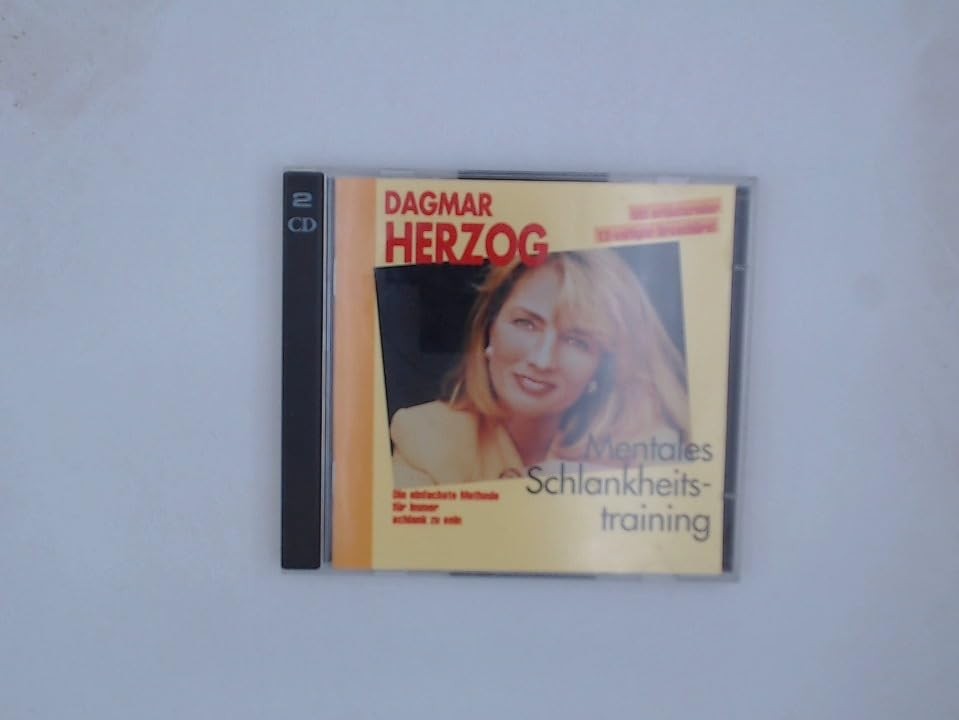 2
CD
DAGMAR
HERZOG
Mentales
Schlankheits-
training
Die einfachste Methode
für immer
schlank zu sein